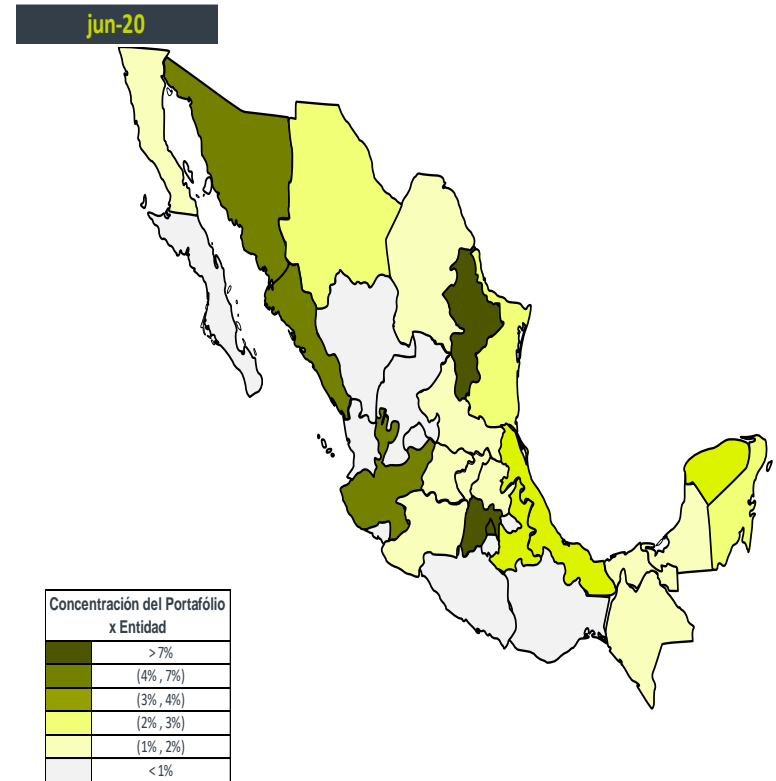 jun-20
Concentración del Portafólio
x Entidad
> 7%
(4% , 7%)
(3% , 4%)
(2% , 3%)
(1% , 2%)
< 1%